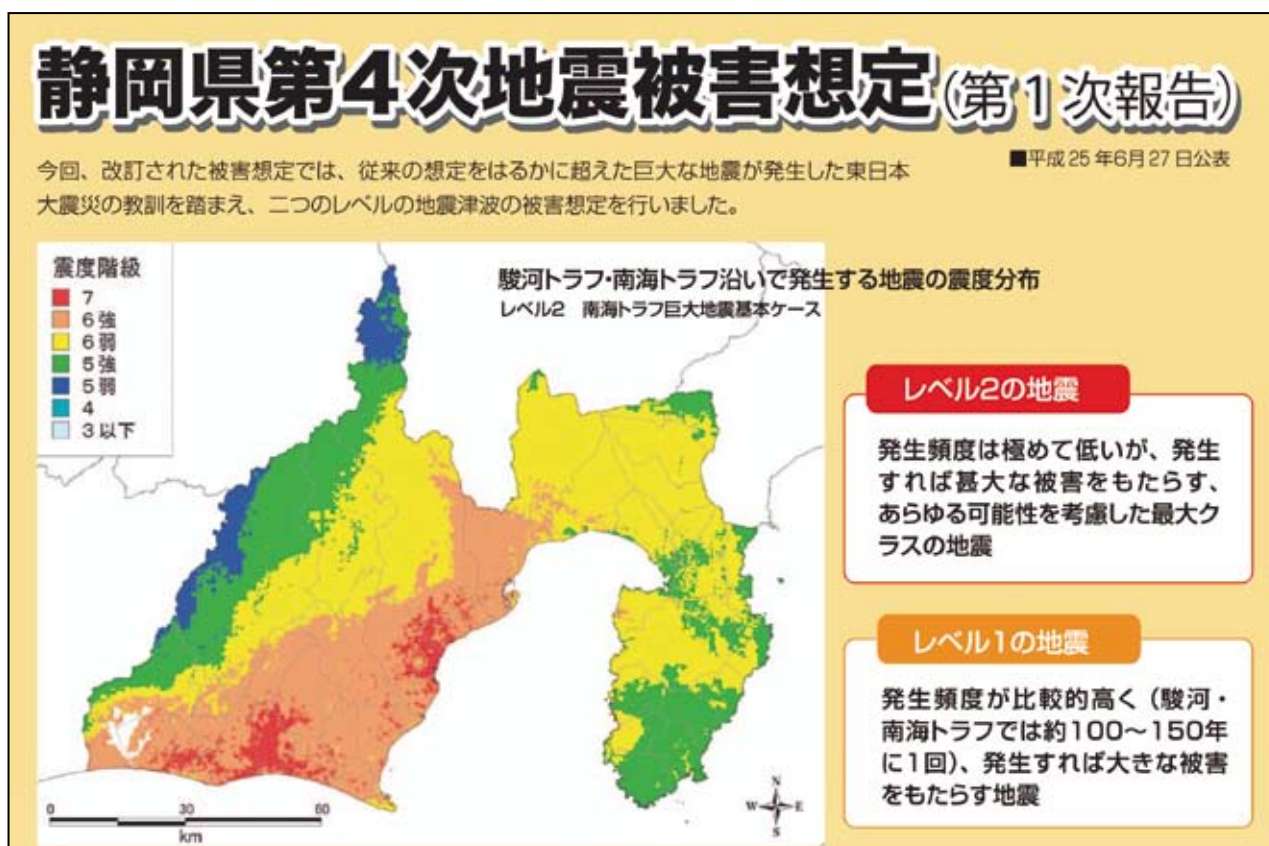 静岡県第4次地震被害想定(第1次報告)
■平成25年6月27日公表
今回、改訂された被害想定では、従来の想定をはるかに超えた巨大な地震が発生した東日本
大震災の教訓を踏まえ、二つのレベルの地震津波の被害想定を行いました。
駿河トラフ・南海トラフ沿いで発生する地震の震度分布
レベル2 南海トラフ巨大地震基本ケース
震度階級
7
6強
6弱
5強
5弱
4
3以下
0 30 60
km
N
W E
S
レベル2の地震
発生頻度は極めて低いが、発生
すれば甚大な被害をもたらす、
あらゆる可能性を考慮した最大ク
ラスの地震
レベル1の地震
発生頻度が比較的高く(駿河・
南海トラフでは約100〜150年
に1回)、発生すれば大きな被害
をもたらす地震